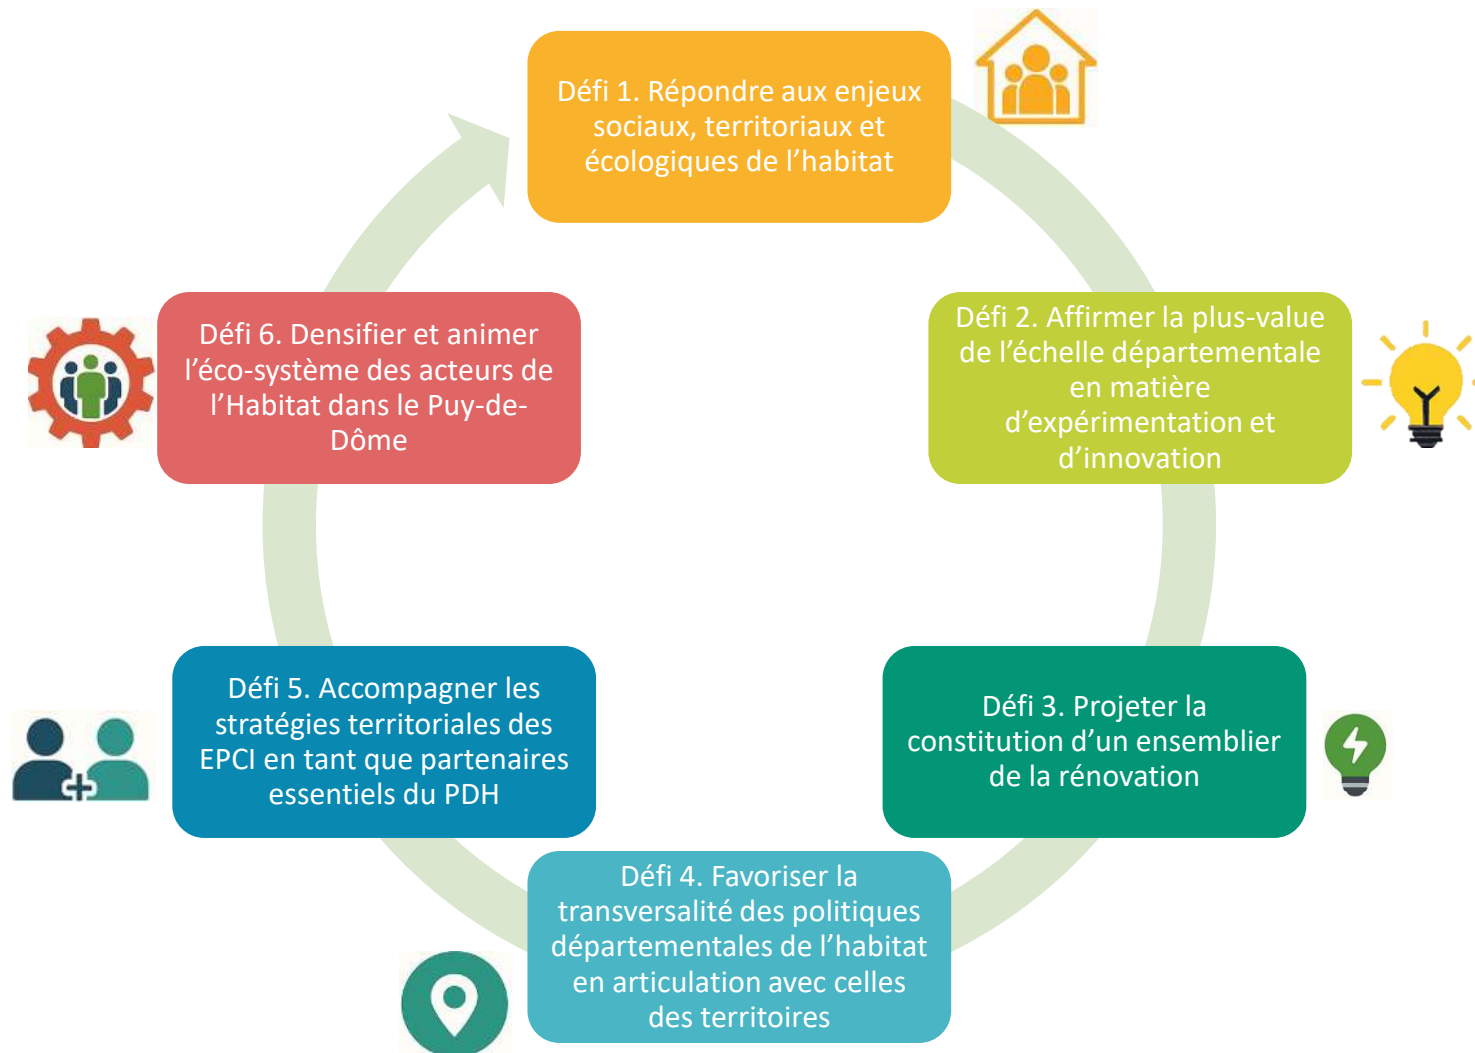 Défi 1. Répondre aux enjeux
sociaux, territoriaux et
écologiques de l’habitat
Défi 2. Affirmer la plus-value
de l’échelle départementale
en matière
d’expérimentation et
d’innovation
Défi 3. Projeter la
constitution d’un ensemblier
de la rénovation
Défi 4. Favoriser la
transversalité des politiques
départementales de l’habitat
en articulation avec celles
des territoires
Défi 5. Accompagner les
stratégies territoriales des
EPCI en tant que partenaires
essentiels du PDH
Défi 6. Densifier et animer
l’éco-système des acteurs de
l’Habitat dans le Puy-de-
Dôme